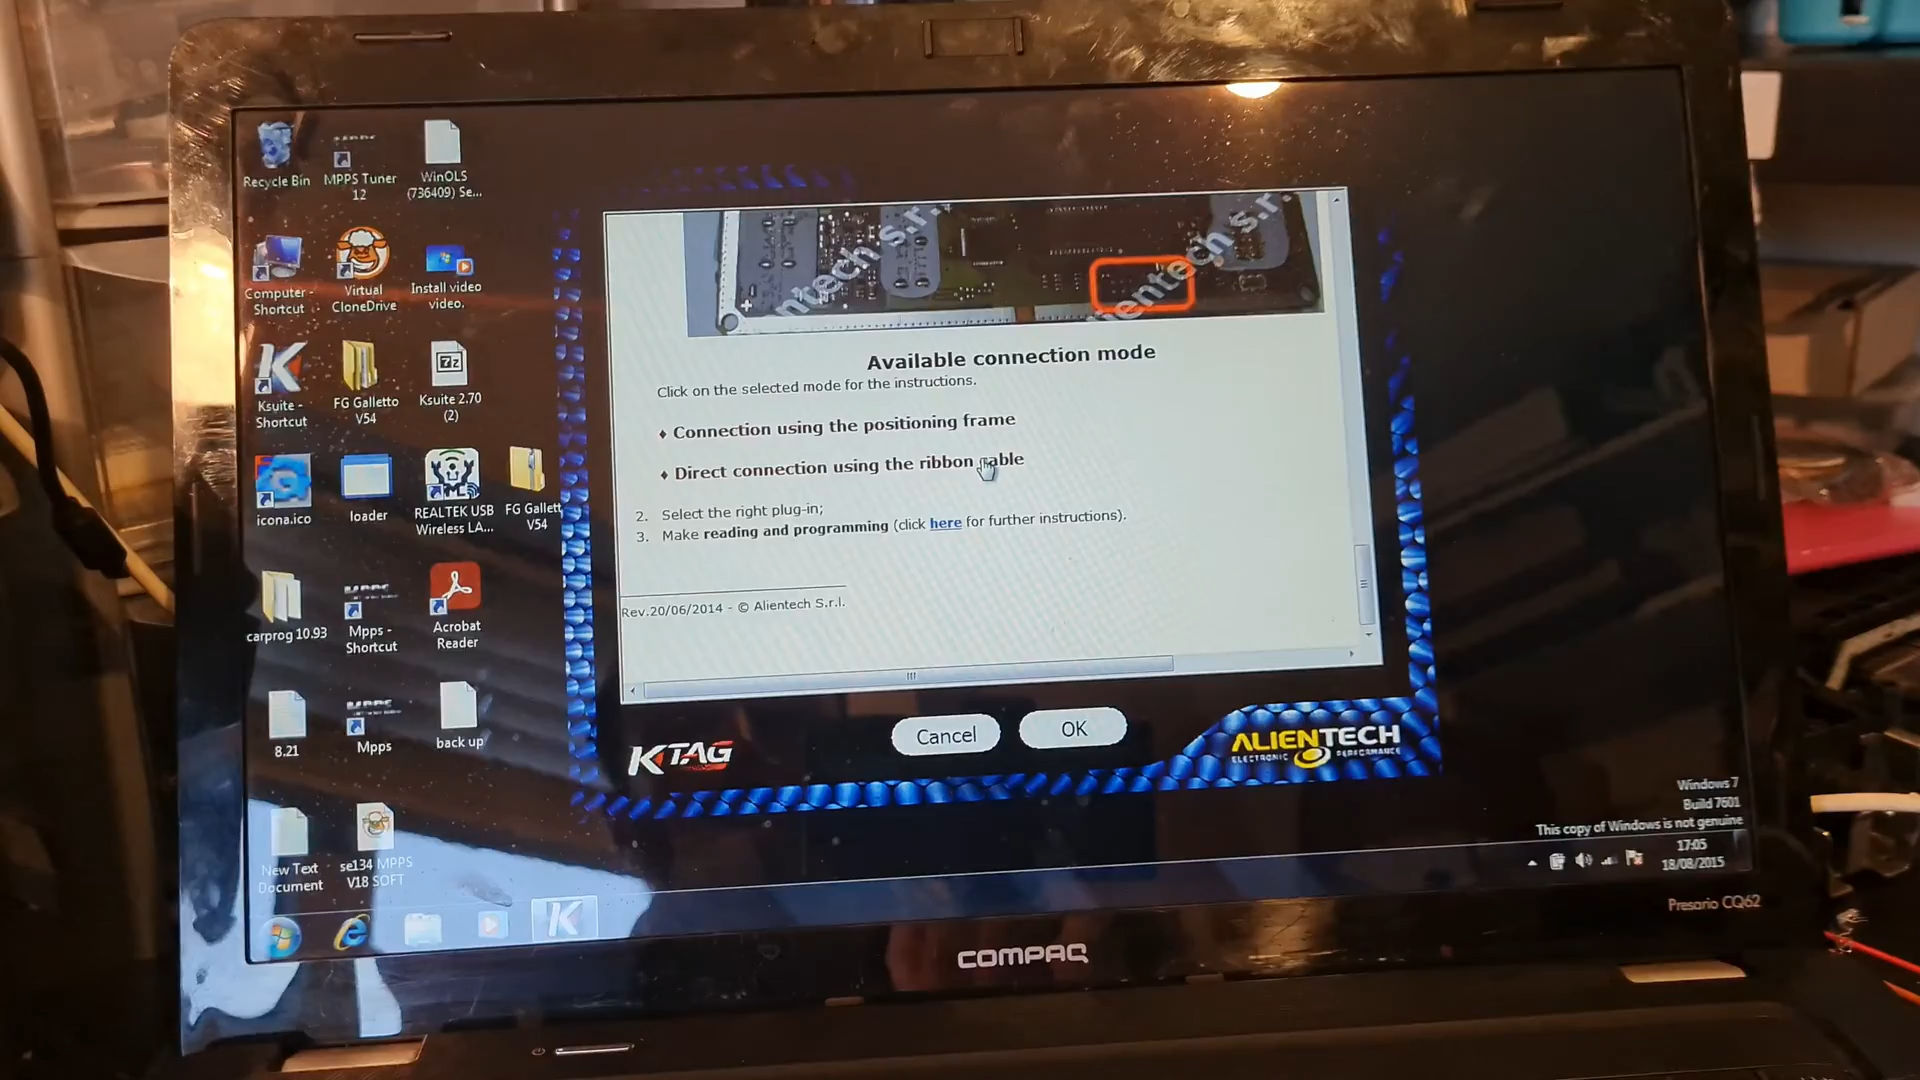 Recycle Bin
MPPS Tuner
12
WinOLS
(736409) Se...
Computer -
Shortcut
Virtual
CloneDrive
Install video
video.
Ksuite -
Shortcut
FG Galletto
V54
7z
Ksuite 2.70
(2)
icona.ico
loader
REALTEK USB
Wireless LA...
FG Gallett
V54
carprog 10.93
Mpps -
Shortcut
Acrobat
Reader
8.21
Mpps
back up
New Text
Document
se134 MPPS
V18 SOFT
ntech s.r.
ientech s.r.
Available connection mode
Click on the selected mode for the instructions.
♦ Connection using the positioning frame
♦ Direct connection using the ribbon cable
2. Select the right plug-in;
3. Make reading and programming (click here for further instructions).
Rev.20/06/2014 - © Alientech S.r.l.
Cancel
OK
KTAG
ALIENTECH
ELECTRONIC PERFORMANCE
Windows 7
Build 7601
This copy of Windows is not genuine
17:05
18/08/2015
Presario CQ62
COMPAQ